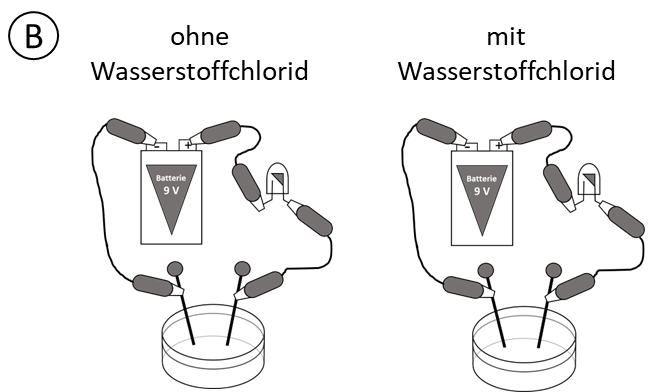 B
ohne
Wasserstoffchlorid
mit
Wasserstoffchlorid
- +
Batterie
9 V
- +
Batterie
9 V